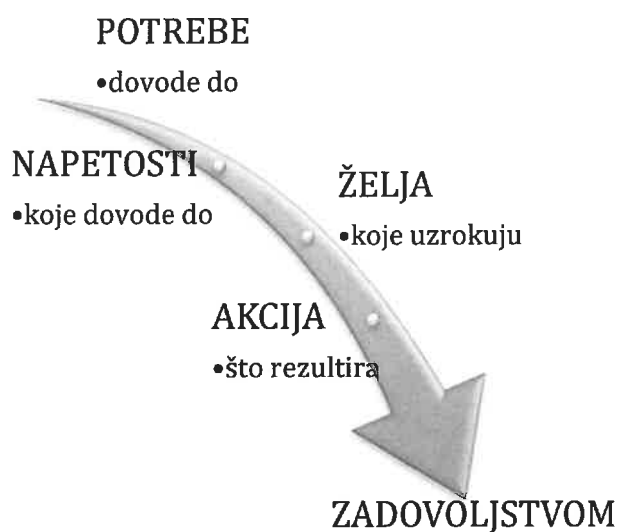 POTREBE
•dovode do
NAPETOSTI
•koje dovode do
ŽELJA
•koje uzrokuju
AKCIJA
•što rezultira
ZADOVOLJSTVOM